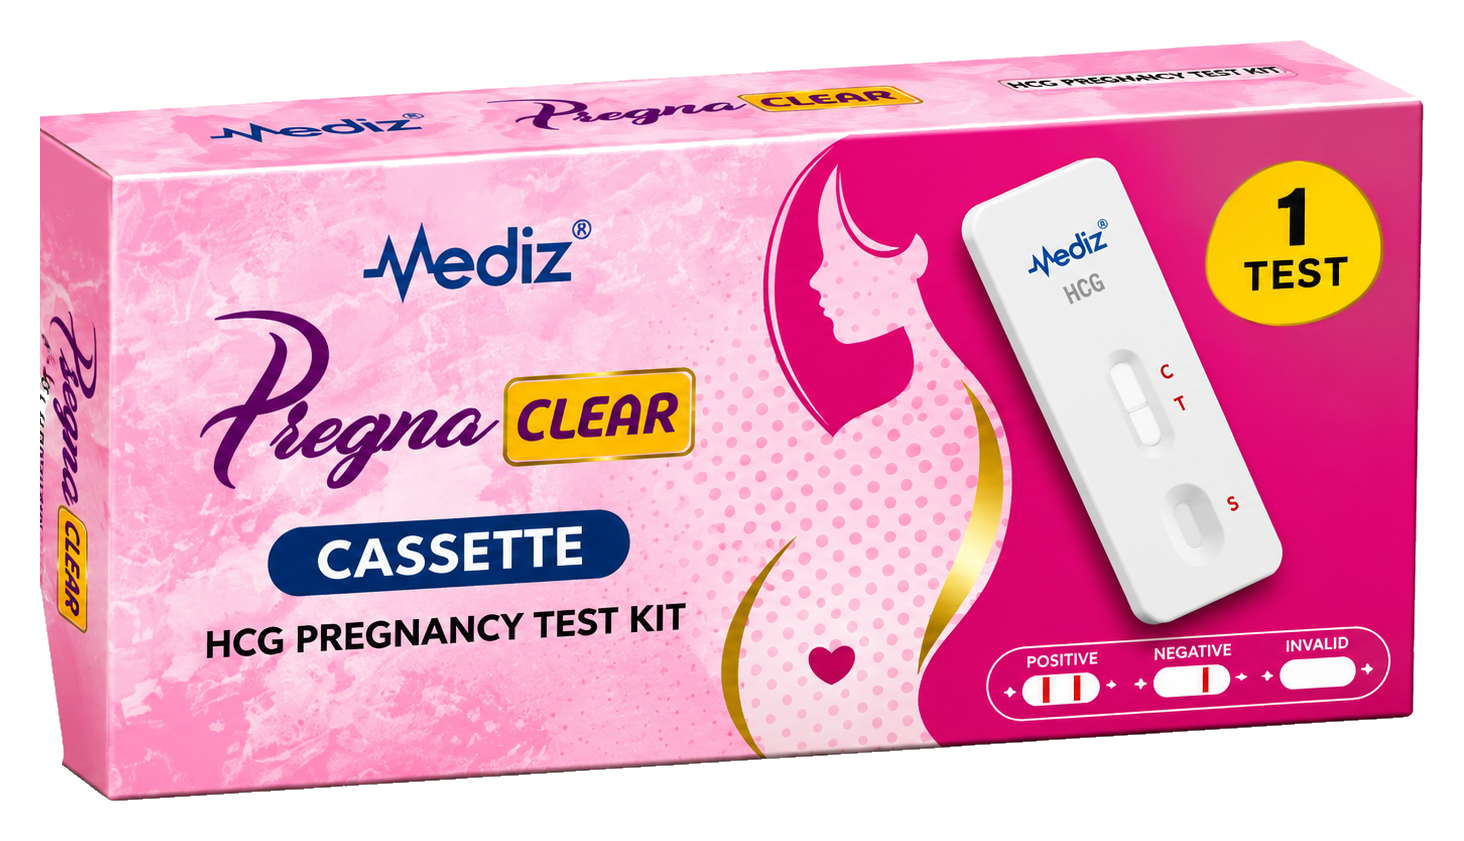 Mediz®
Pregna CLEAR
HCG PREGNANCY TEST KIT
Mediz®
Pregna CLEAR
CASSETTE
HCG PREGNANCY TEST KIT
Mediz®
HCG
C
T
S
1
TEST
POSITIVE
NEGATIVE
INVALID
Pregna CLEAR